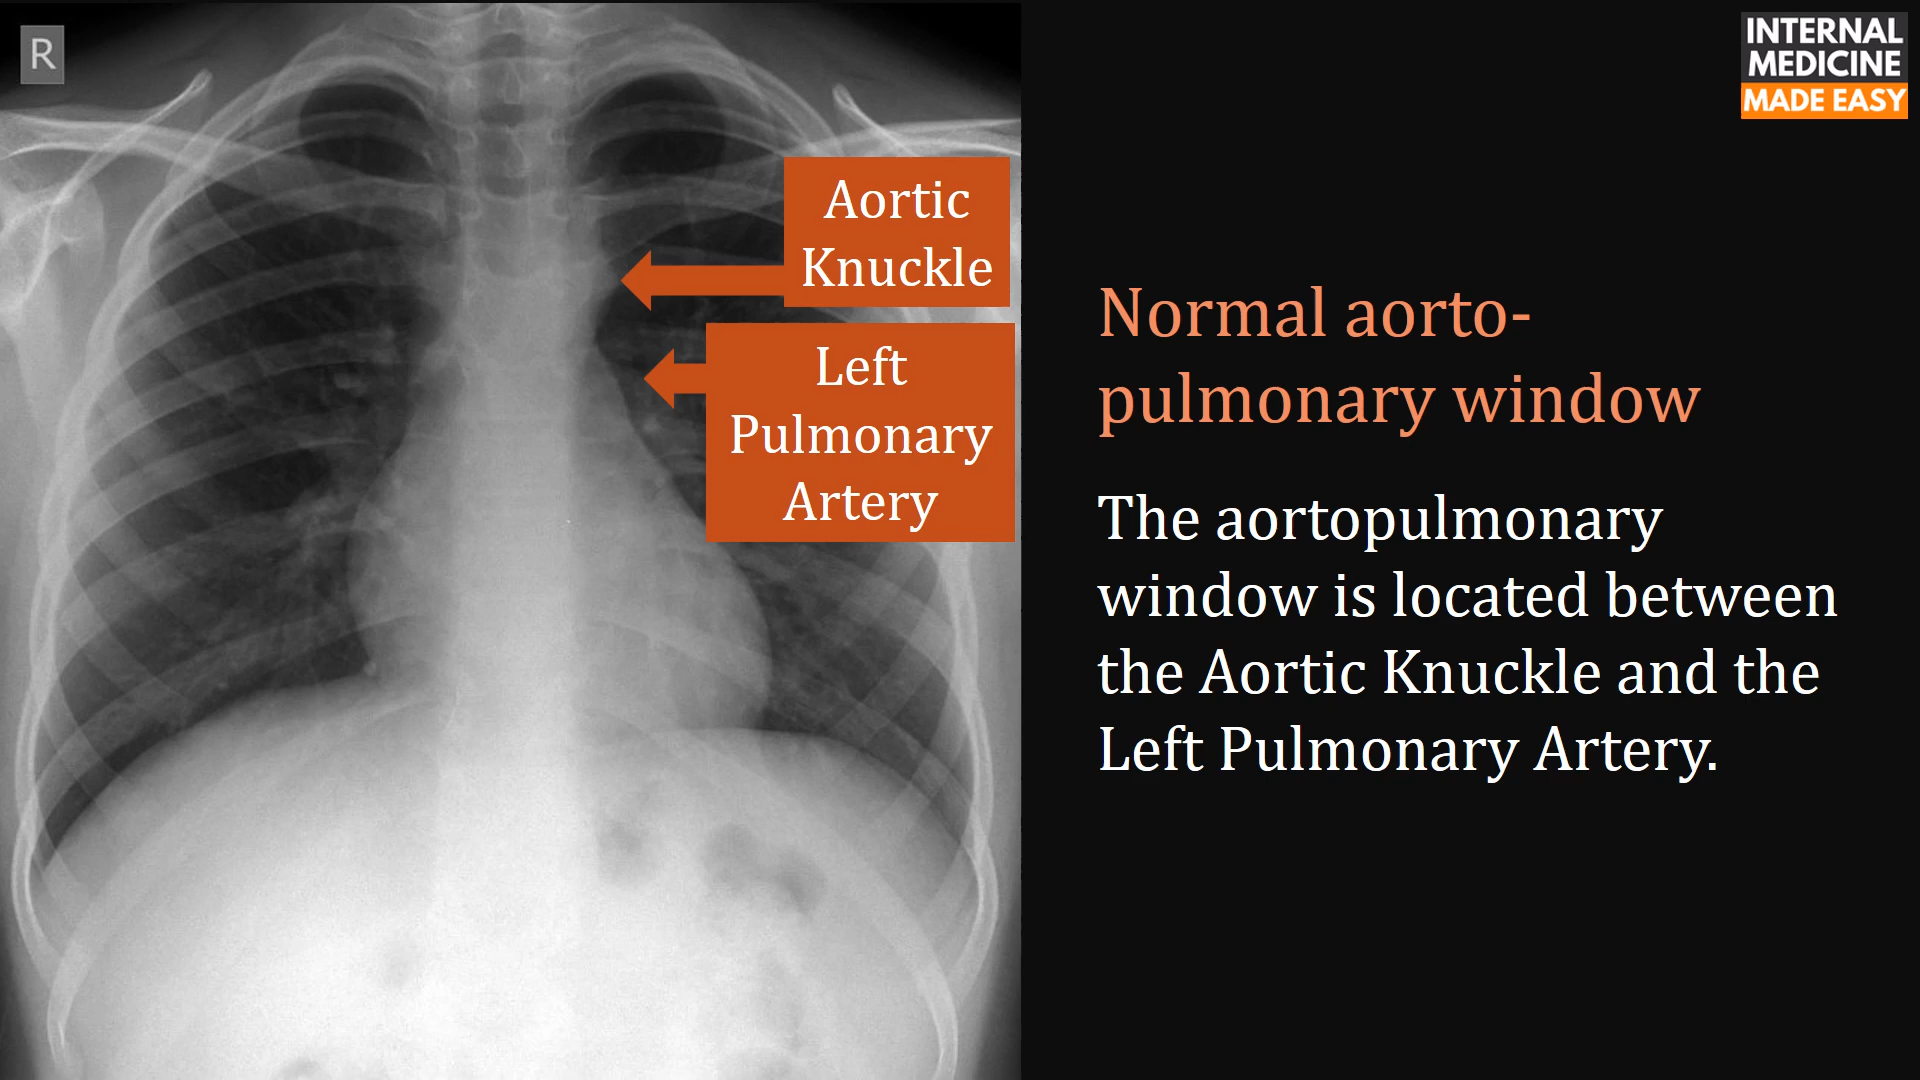 R
Aortic
Knuckle
Left
Pulmonary
Artery
INTERNAL
MEDICINE
MADE EASY
Normal aorto-
pulmonary window
The aortopulmonary
window is located between
the Aortic Knuckle and the
Left Pulmonary Artery.